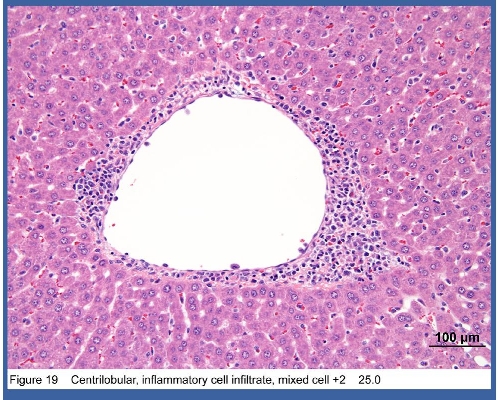 100 µm
Figure 19 Centrilobular, inflammatory cell infiltrate, mixed cell +2 25.0